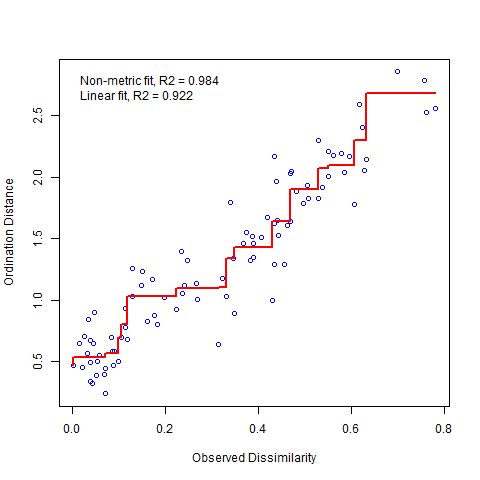 Non-metric fit, R2 = 0.984
Linear fit, R2 = 0.922
Ordination Distance
2.5
2.0
1.5
1.0
0.5
0.0 0.2 0.4 0.6 0.8
Observed Dissimilarity